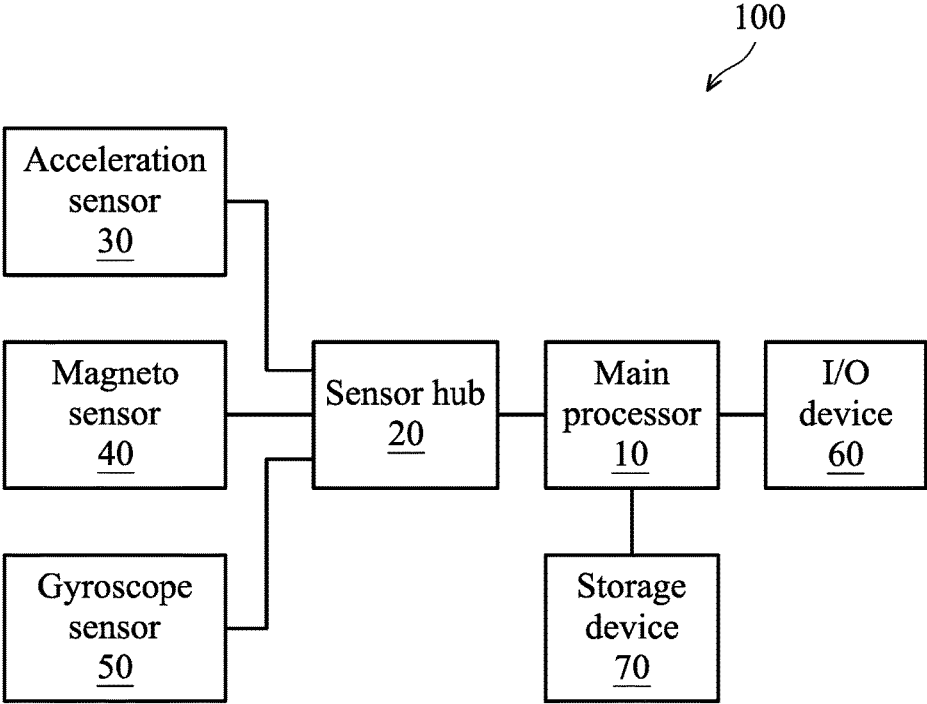 100
Acceleration
sensor
30
Magneto
sensor
40
Sensor hub
20
Main
processor
10
I/O
device
60
Gyroscope
sensor
50
Storage
device
70